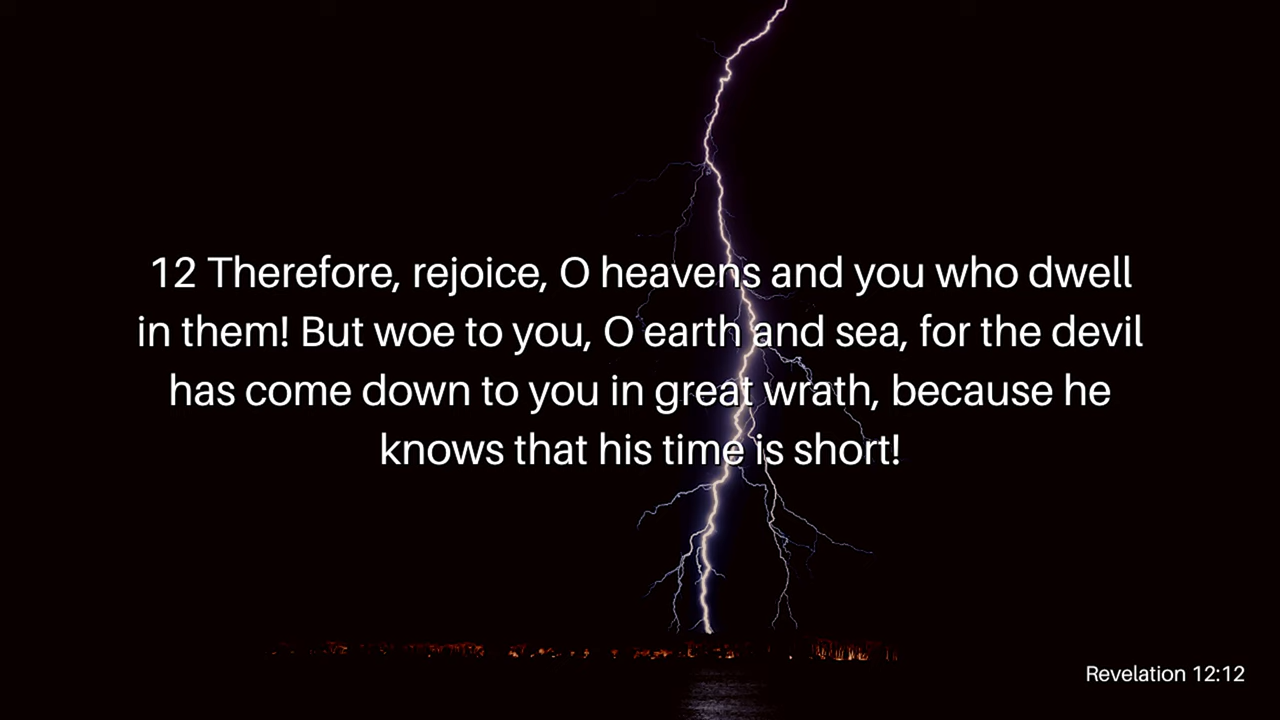 12 Therefore, rejoice, O heavens and you who dwell
in them! But woe to you, O earth and sea, for the devil
has come down to you in great wrath, because he
knows that his time is short!
Revelation 12:12